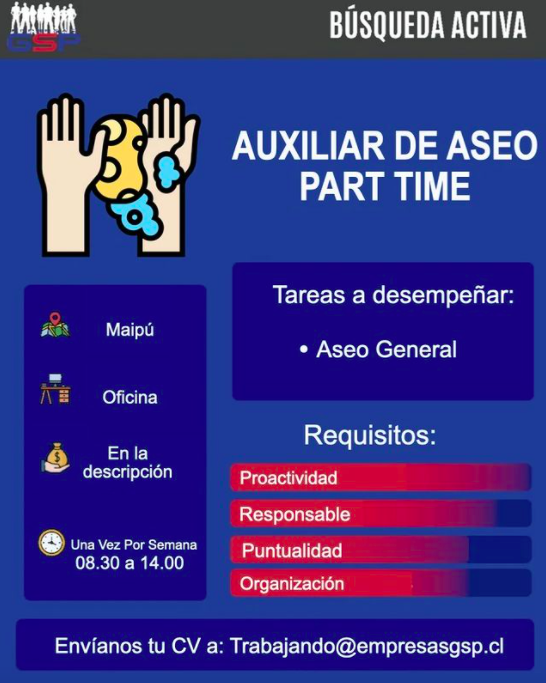 GSP
BÚSQUEDA ACTIVA
AUXILIAR DE ASEO
PART TIME
Maipú
Oficina
En la
descripción
Una Vez Por Semana
08.30 a 14.00
Tareas a desempeñar:
• Aseo General
Requisitos:
Proactividad
Responsable
Puntualidad
Organización
Envíanos tu CV a: Trabajando@empresasgsp.cl